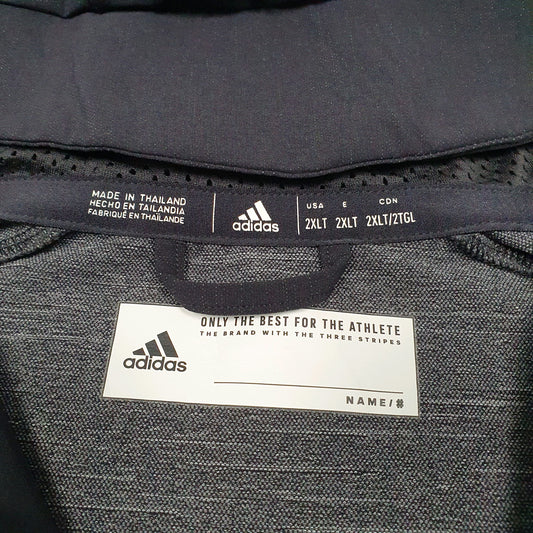 MADE IN THAILAND
HECHO EN TAILANDIA
FABRIQUÉ EN THAÏLANDE
adidas
USA E CDN
2XLT 2XLT 2XLT/2TGL
adidas
ONLY THE BEST FOR THE ATHLETE
THE BRAND WITH THE THREE STRIPES
NAME/#